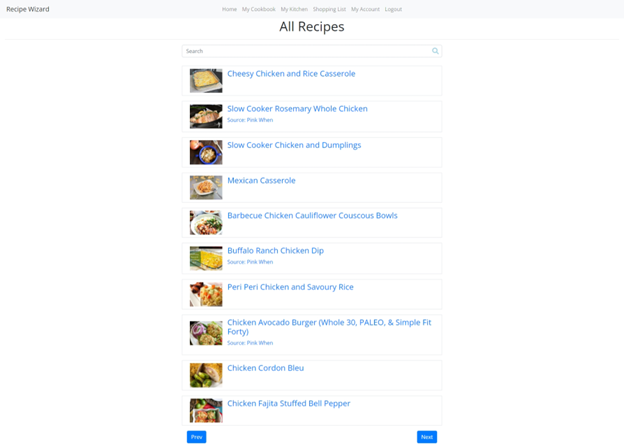 Recipe Wizard
Home My Cookbook My Kitchen Shopping List My Account Logout
All Recipes
Search
Cheesy Chicken and Rice Casserole
Slow Cooker Rosemary Whole Chicken
Source: Pink When
Slow Cooker Chicken and Dumplings
Mexican Casserole
Barbecue Chicken Cauliflower Couscous Bowls
Buffalo Ranch Chicken Dip
Source: Pink When
Peri Peri Chicken and Savoury Rice
Chicken Avocado Burger (Whole 30, PALEO, & Simple Fit
Forty)
Source: Pink When
Chicken Cordon Bleu
Chicken Fajita Stuffed Bell Pepper
Prev Next